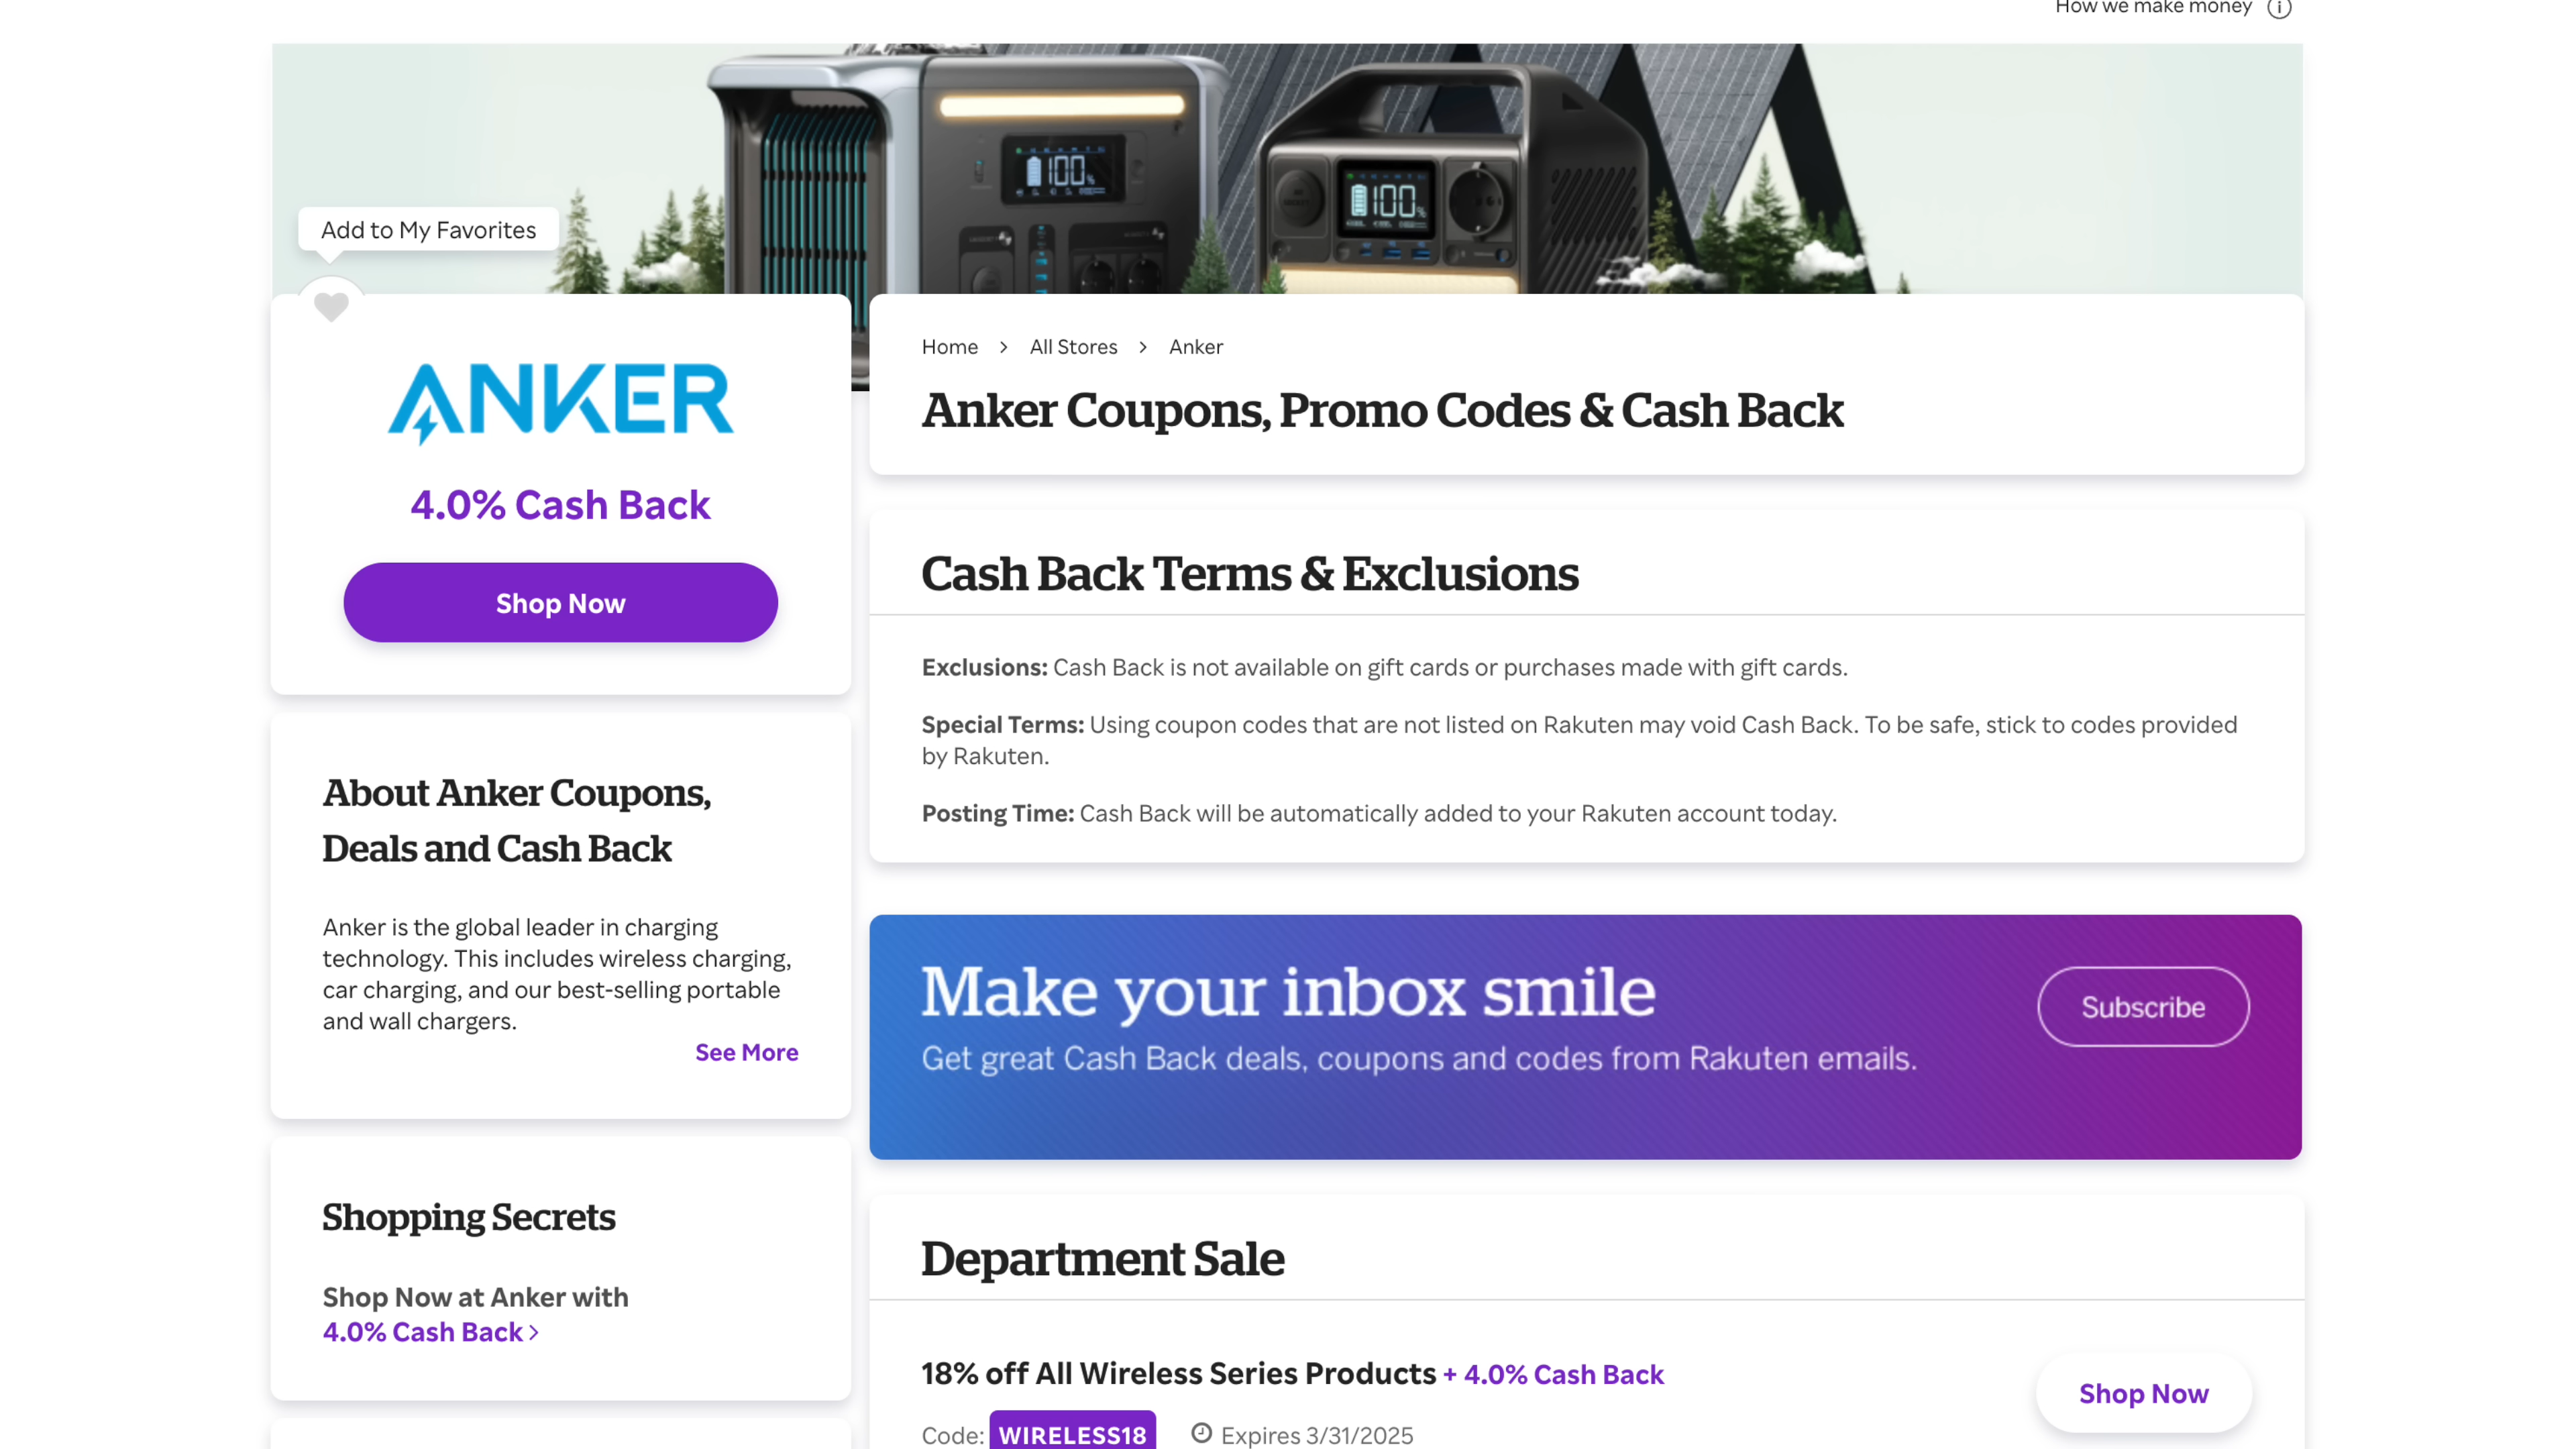 How we make money
100%
100%
Add to My Favorites
ANKER
4.0% Cash Back
Shop Now
Home > All Stores > Anker
Anker Coupons, Promo Codes & Cash Back
Cash Back Terms & Exclusions
Exclusions: Cash Back is not available on gift cards or purchases made with gift cards.
Special Terms: Using coupon codes that are not listed on Rakuten may void Cash Back. To be safe, stick to codes provided
by Rakuten.
Posting Time: Cash Back will be automatically added to your Rakuten account today.
About Anker Coupons,
Deals and Cash Back
Anker is the global leader in charging
technology. This includes wireless charging,
car charging, and our best-selling portable
and wall chargers.
See More
Make your inbox smile
Get great Cash Back deals, coupons and codes from Rakuten emails.
Subscribe
Shopping Secrets
Shop Now at Anker with
4.0% Cash Back >
Department Sale
18% off All Wireless Series Products + 4.0% Cash Back
Shop Now
Code: WIRELESS18
Expires 3/31/2025